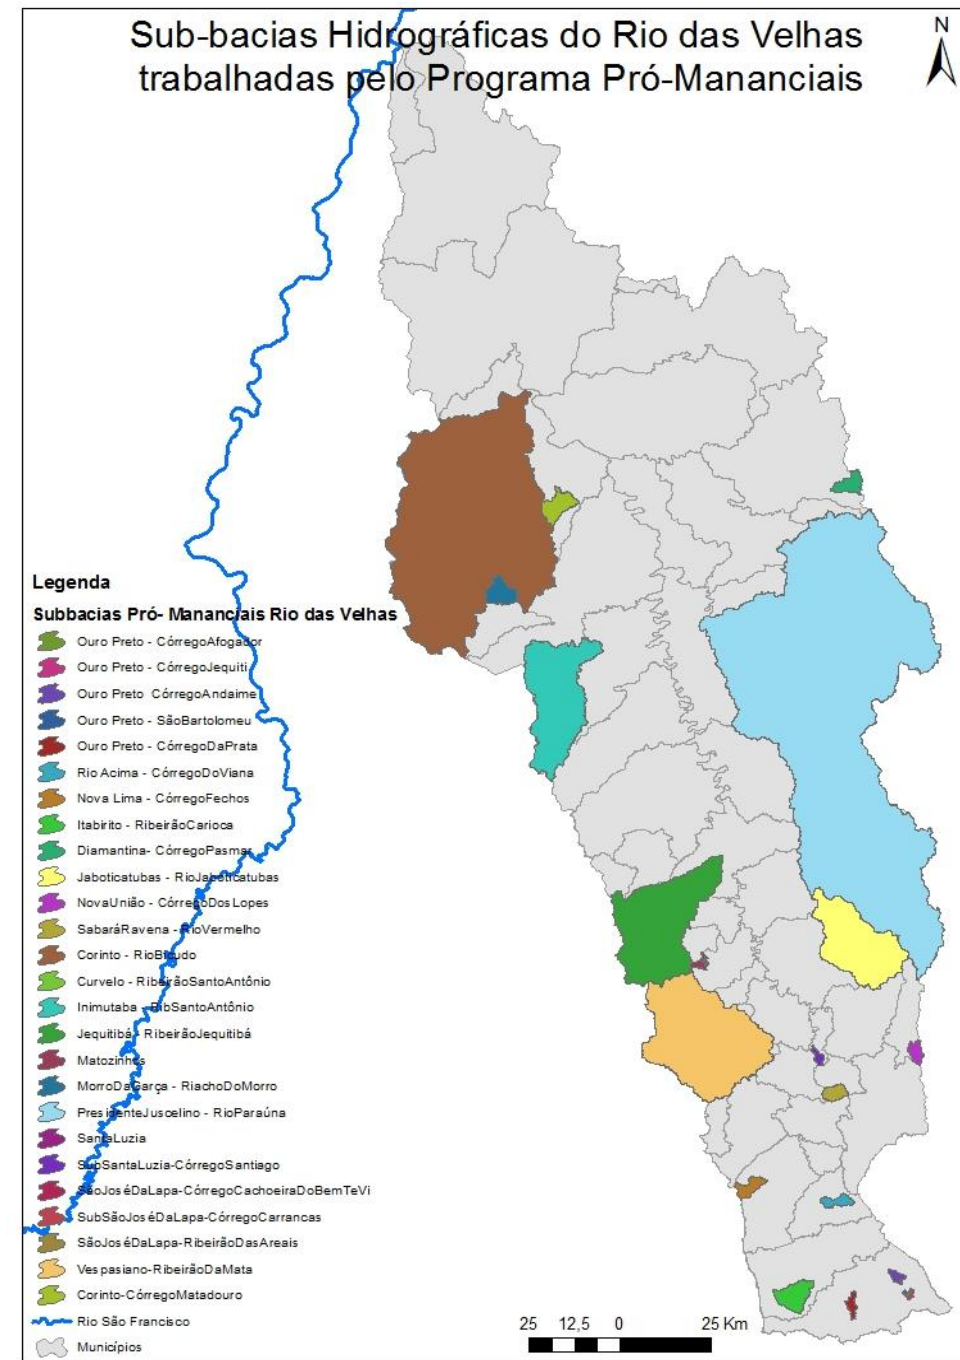 Sub-bacias Hidrográficas do Rio das Velhas
trabalhadas pelo Programa Pró-Mananciais
N
Legenda
Subbacias Pró- Mananciais Rio das Velhas
Ouro Preto - CórregoAfogador
Ouro Preto - CórregoJequiti
Ouro Preto CórregoAndaime
Ouro Preto - SãoBartolomeu
Ouro Preto - CórregoDaPrata
Rio Acima - CórregoDoViana
Nova Lima - CórregoFechos
Itabirito - RibeirãoCarioca
Diamantina- CórregoPasmar
Jaboticatubas - RioJaboticatubas
NovaUnião - CórregoDosLopes
SabaráRavena - RioVermelho
Corinto - RioBicudo
Curvelo - RibeirãoSantoAntônio
Inimutaba - RibSantoAntônio
Jequitibá - RibeirãoJequitibá
Matozinhos
MorroDaGarça - RiachoDoMorro
PresidenteJuscelino - RioParaúna
SantaLuzia
SubSantaLuzia-CórregoSantiago
SãoJoséDaLapa-CórregoCachoeiraDoBemTeVi
SubSãoJoséDaLapa-CórregoCarrancas
SãoJoséDaLapa-RibeirãoDasAreais
Vespasiano-RibeirãoDaMata
Corinto-CórregoMatadouro
Rio São Francisco
Municípios
25 12,5 0 25 Km